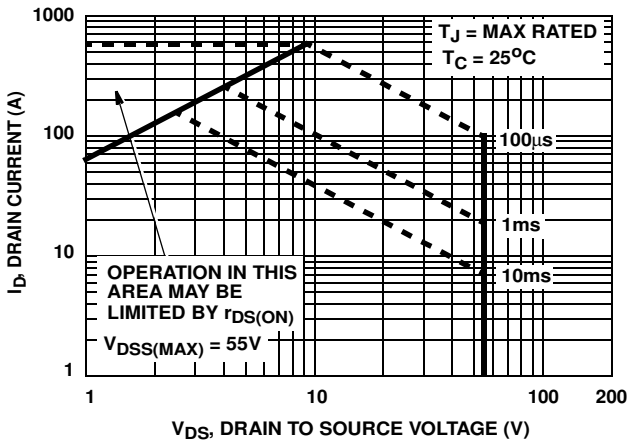 1000
T_J = MAX RATED
T_C = 25°C
I_D, DRAIN CURRENT (A)
100
100µs
1ms
10
10ms
OPERATION IN THIS
AREA MAY BE
LIMITED BY r_DS(ON)
V_DSS(MAX) = 55V
1
1
10
100
200
V_DS, DRAIN TO SOURCE VOLTAGE (V)